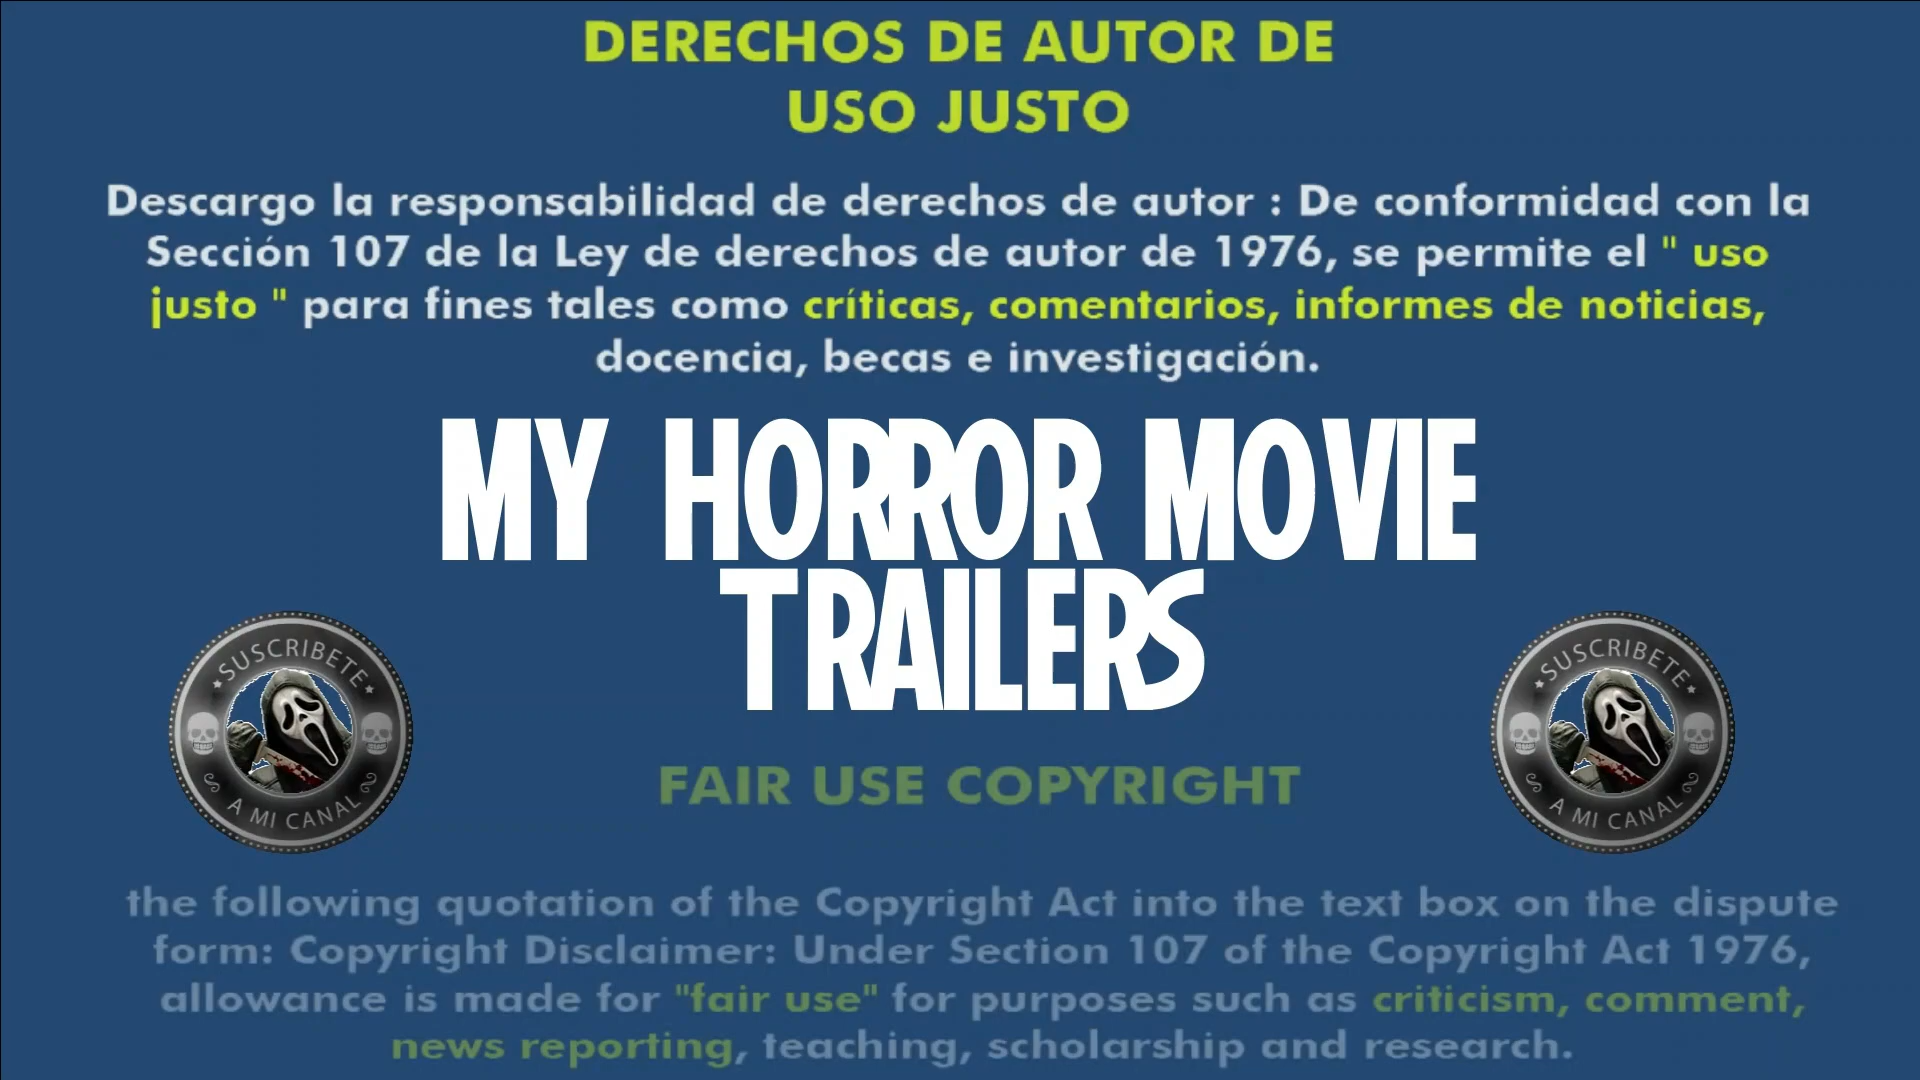 DERECHOS DE AUTOR DE
USO JUSTO
Descargo la responsabilidad de derechos de autor : De conformidad con la
Sección 107 de la Ley de derechos de autor de 1976, se permite el " uso
justo " para fines tales como críticas, comentarios, informes de noticias,
docencia, becas e investigación.
MY HORROR MOVIE
TRAILERS
SUSCRIBETE
A MI CANAL
SUSCRIBETE
A MI CANAL
FAIR USE COPYRIGHT
the following quotation of the Copyright Act into the text box on the dispute
form: Copyright Disclaimer: Under Section 107 of the Copyright Act 1976,
allowance is made for "fair use" for purposes such as criticism, comment,
news reporting, teaching, scholarship and research.